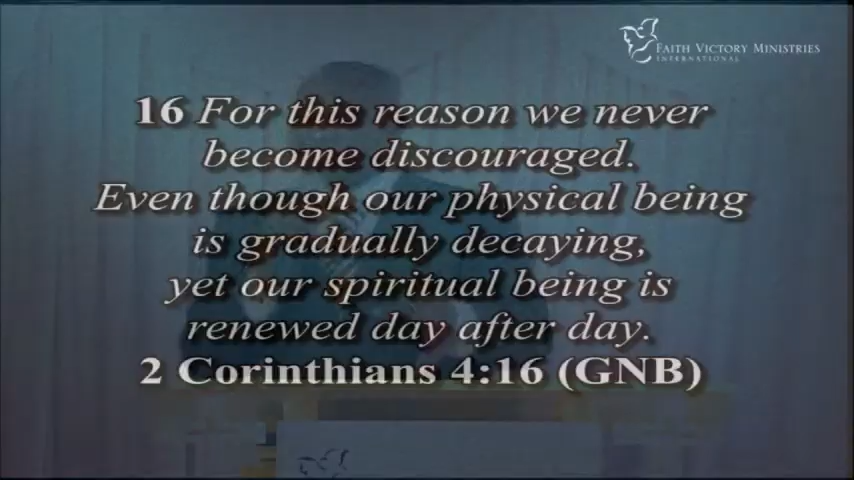 FAITH VICTORY MINISTRIES
INTERNATIONAL
16 For this reason we never
become discouraged.
Even though our physical being
is gradually decaying,
yet our spiritual being is
renewed day after day.
2 Corinthians 4:16 (GNB)